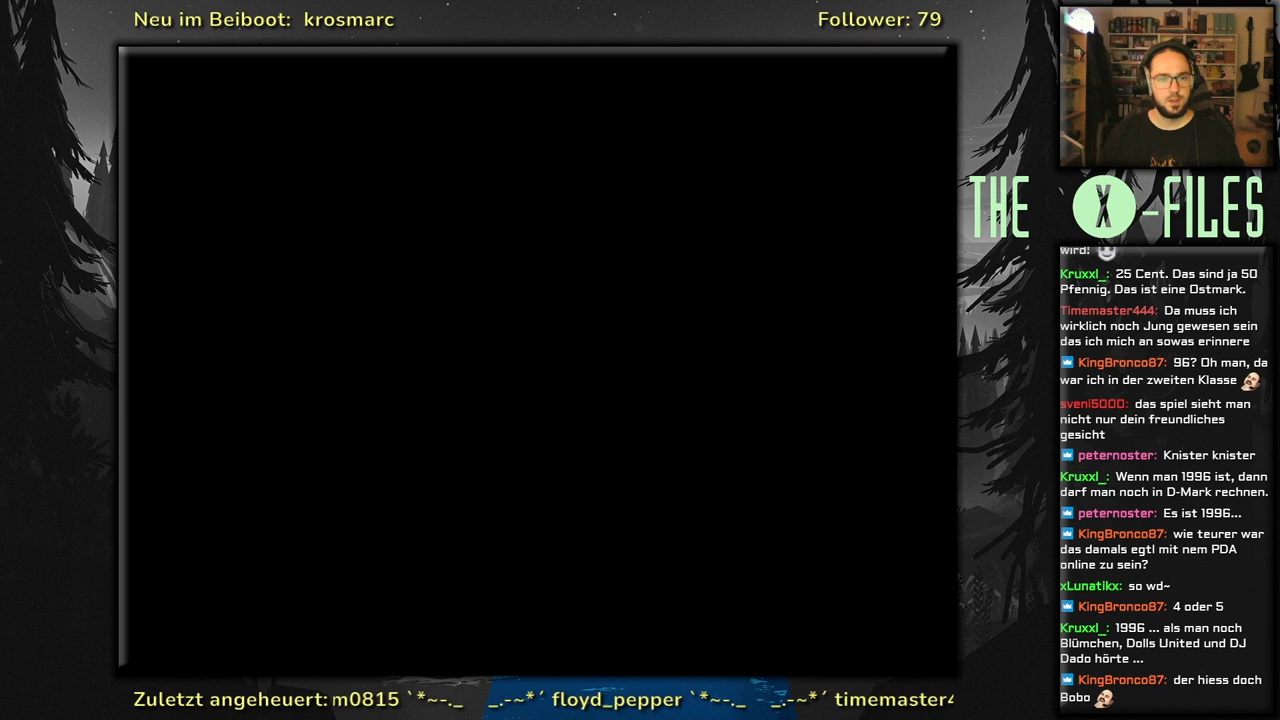 Neu im Beiboot: krosmarc
Follower: 79
THE X-FILES
wird!
Kruxxl_: 25 Cent. Das sind ja 50
Pfennig. Das ist eine Ostmark.
Timemaster444: Da muss ich
wirklich noch Jung gewesen sein
das ich mich an sowas erinnere
KingBronco87: 96? Oh man, da
war ich in der zweiten Klasse
sveni5000: das spiel sieht man
nicht nur dein freundliches
gesicht
peternoster: Knister knister
Kruxxl_: Wenn man 1996 ist, dann
darf man noch in D-Mark rechnen.
peternoster: Es ist 1996...
KingBronco87: wie teurer war
das damals egtl mit nem PDA
online zu sein?
xLunatikx: so wd~
KingBronco87: 4 oder 5
Kruxxl_: 1996 ... als man noch
Blümchen, Dolls United und DJ
Dado hörte ...
KingBronco87: der hiess doch
Bobo
Zuletzt angeheuert: m0815 `*~-._ _.-~*´ floyd_pepper `*~-._ _.-~*´ timemaster4